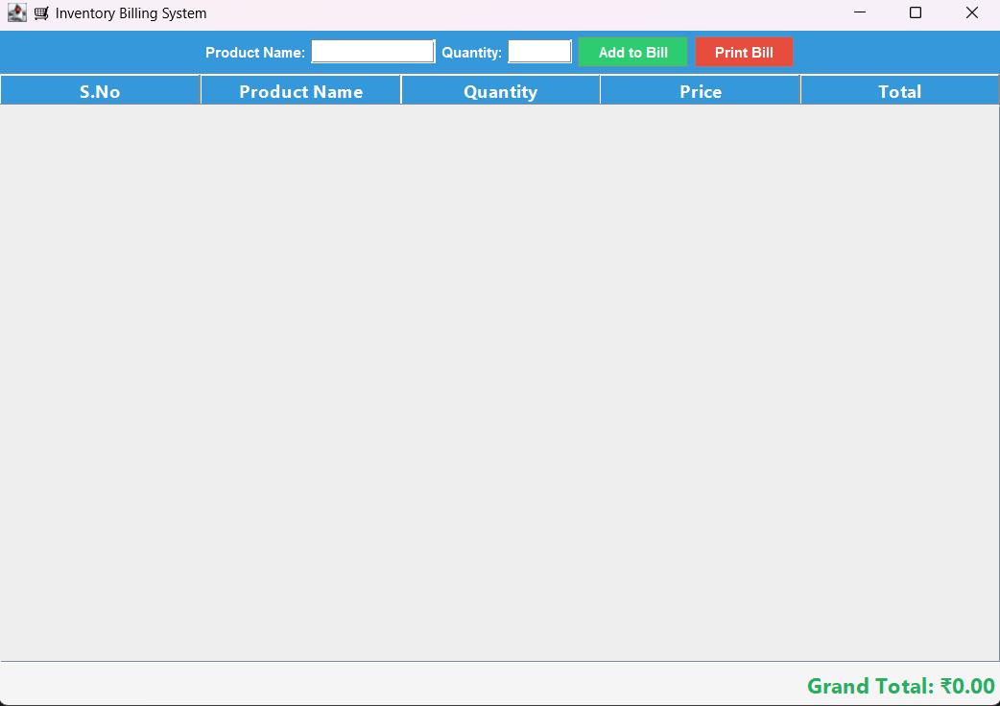 🛒 Inventory Billing System
Product Name: Quantity: Add to Bill Print Bill
S.No Product Name Quantity Price Total
Grand Total: ₹0.00